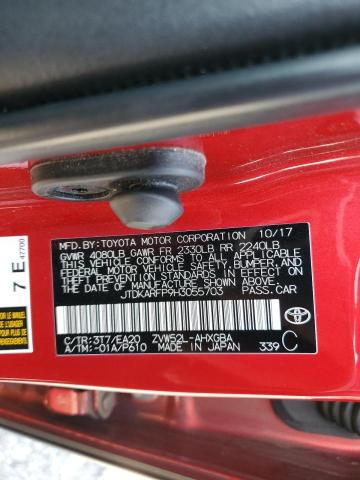 MFD.BY:TOYOTA MOTOR CORPORATION 10/17
GVWR 4080LB GAWR FR 2330LB RR 2240LB
THIS VEHICLE CONFORMS TO ALL APPLICABLE
FEDERAL MOTOR VEHICLE SAFETY, BUMPER, AND
THEFT PREVENTION STANDARDS IN EFFECT ON
THE DATE OF MANUFACTURE SHOWN ABOVE.
JTDKARFP9H3055703 PASS.CAR
C/TR:3T7/EA20 ZVW52L-AHXGBA
A/TM:-01A/P610 MADE IN JAPAN 339 C
7 E
47700